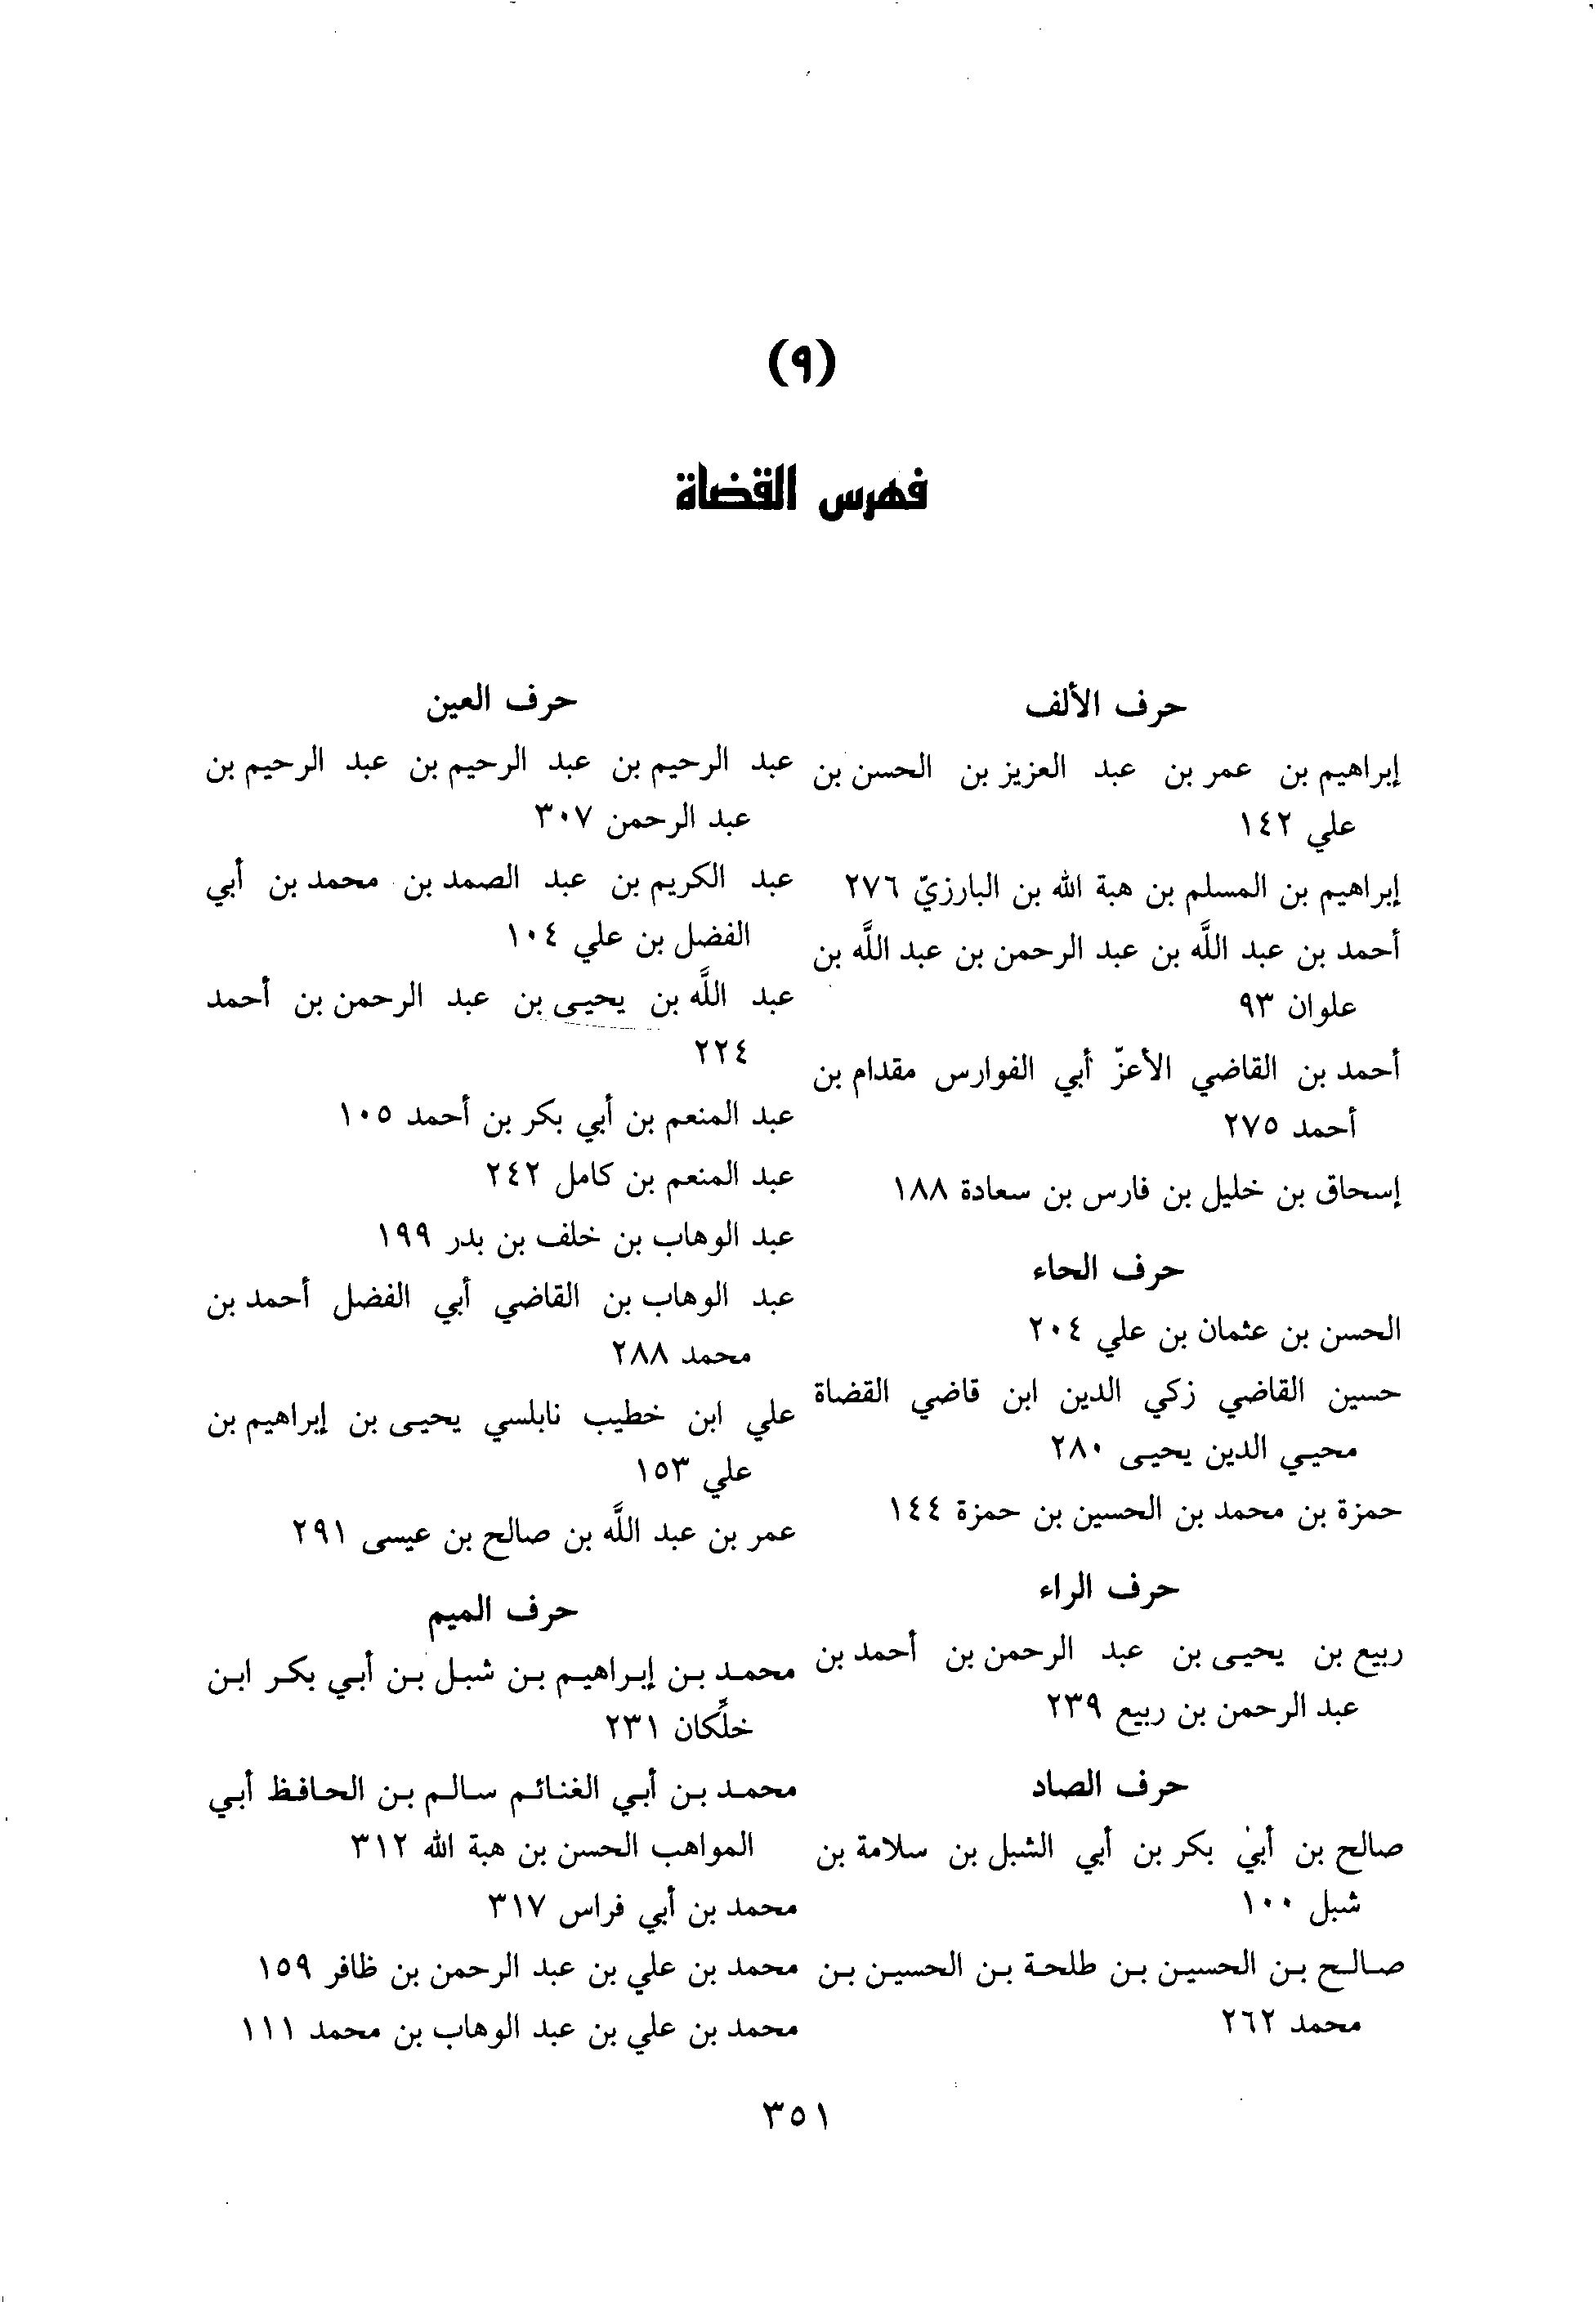 (٩)
فهرس القضاة
حرف الألف
إبراهيم بن عمر بن عبد العزيز بن الحسن بن
علي ١٤٢
إبراهيم بن المسلم بن هبة الله بن البارزيّ ٢٧٦
أحمد بن عبد اللَّه بن عبد الرحمن بن عبد اللَّه بن
علوان ٩٣
أحمد بن القاضي الأعزّ أبي الفوارس مقدام بن
أحمد ٢٧٥
إسحاق بن خليل بن فارس بن سعادة ١٨٨
حرف الحاء
الحسن بن عثمان بن علي ٢٠٤
حسين القاضي زكي الدين ابن قاضي القضاة
محيـي الدين يحيـى ٢٨٠
حمزة بن محمد بن الحسين بن حمزة ١٤٤
حرف الراء
ربيع بن يحيـى بن عبد الرحمن بن أحمد بن
عبد الرحمن بن ربيع ٢٣٩
حرف الصاد
صالح بن أبي بكر بن أبي الشبل بن سلامة بن
شبل ١٠٠
صالح بن الحسين بن طلحة بن الحسين بن
محمد ٢٦٢
حرف العين
عبد الرحيم بن عبد الرحيم بن عبد الرحيم بن
عبد الرحمن ٣٠٧
عبد الكريم بن عبد الصمد بن محمد بن أبي
الفضل بن علي ١٠٤
عبد اللَّه بن يحيـى بن عبد الرحمن بن أحمد
٢٢٤
عبد المنعم بن أبي بكر بن أحمد ١٠٥
عبد المنعم بن كامل ٢٤٢
عبد الوهاب بن خلف بن بدر ١٩٩
عبد الوهاب بن القاضي أبي الفضل أحمد بن
محمد ٢٨٨
علي ابن خطيب نابلسي يحيـى بن إبراهيم بن
علي ١٥٣
عمر بن عبد اللَّه بن صالح بن عيسى ٢٩١
حرف الميم
محمد بن إبراهيم بن شبل بن أبي بكر ابن
خلِّكان ٢٣١
محمد بن أبي الغنائم سالم بن الحافظ أبي
المواهب الحسن بن هبة الله ٣١٢
محمد بن أبي فراس ٣١٧
محمد بن علي بن عبد الرحمن بن ظافر ١٥٩
محمد بن علي بن عبد الوهاب بن محمد ١١١
٣٥١